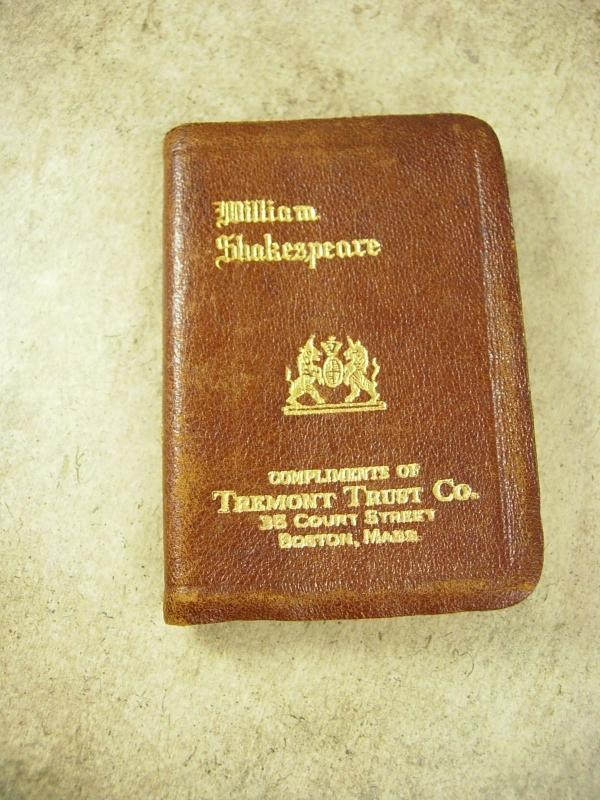 William
Shakespeare
COMPLIMENTS OF
TREMONT TRUST CO.
35 COURT STREET
BOSTON, MASS.